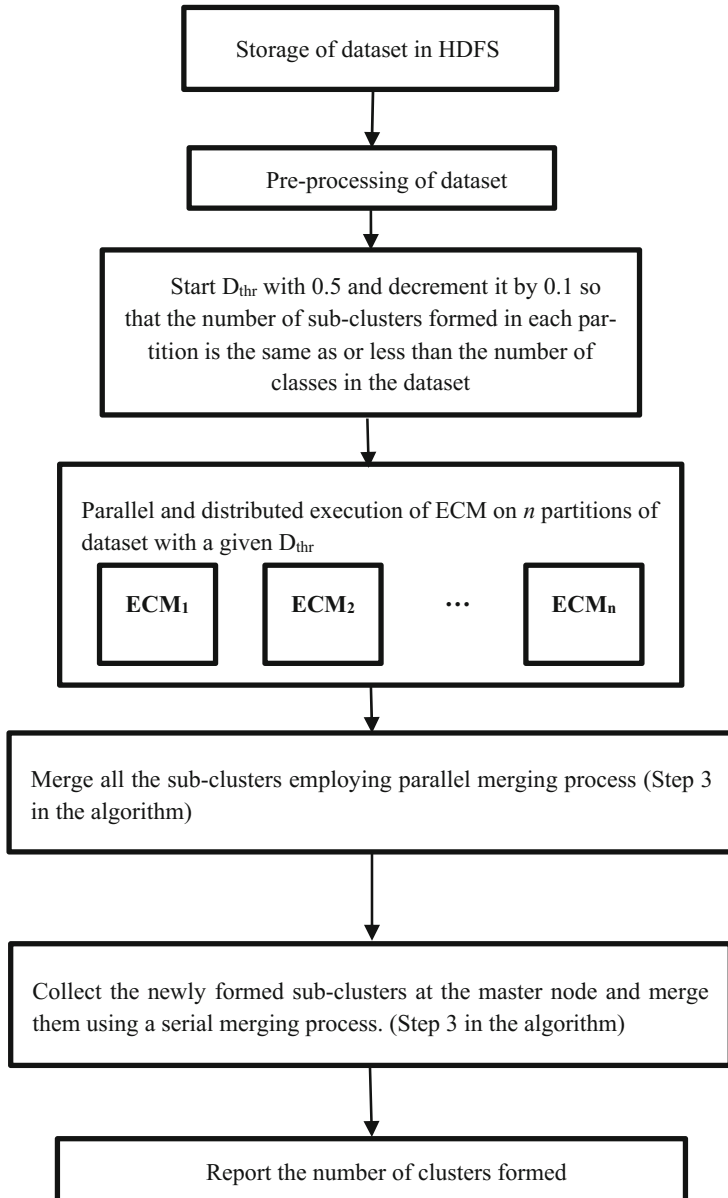 Storage of dataset in HDFS
Pre-processing of dataset
Start Dthr with 0.5 and decrement it by 0.1 so
that the number of sub-clusters formed in each par-
tition is the same as or less than the number of
classes in the dataset
Parallel and distributed execution of ECM on n partitions of
dataset with a given Dthr
ECM1 ECM2 ... ECMn
Merge all the sub-clusters employing parallel merging process (Step 3
in the algorithm)
Collect the newly formed sub-clusters at the master node and merge
them using a serial merging process. (Step 3 in the algorithm)
Report the number of clusters formed